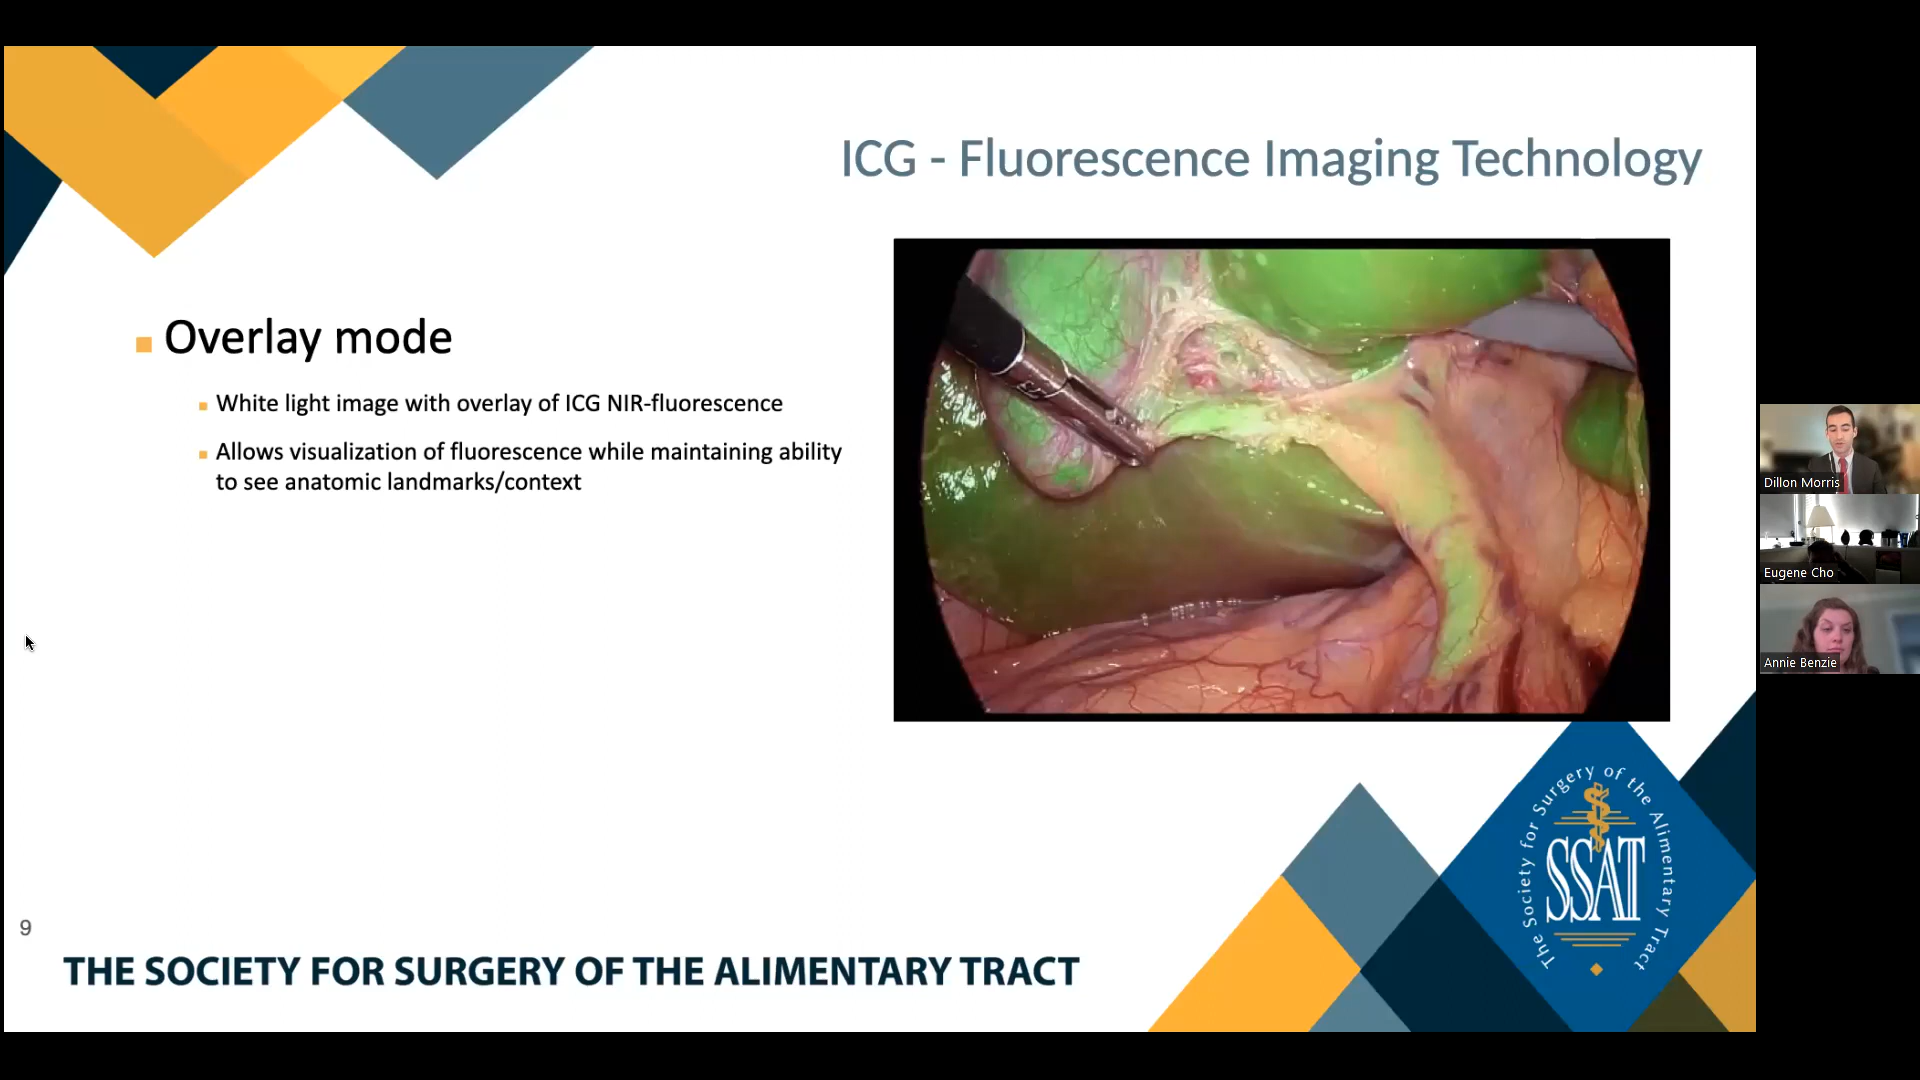 ICG - Fluorescence Imaging Technology
Overlay mode
White light image with overlay of ICG NIR-fluorescence
Allows visualization of fluorescence while maintaining ability
to see anatomic landmarks/context
Dillon Morris
Eugene Cho
Annie Benzie
The Society for Surgery of the Alimentary Tract
SSAT
9
THE SOCIETY FOR SURGERY OF THE ALIMENTARY TRACT